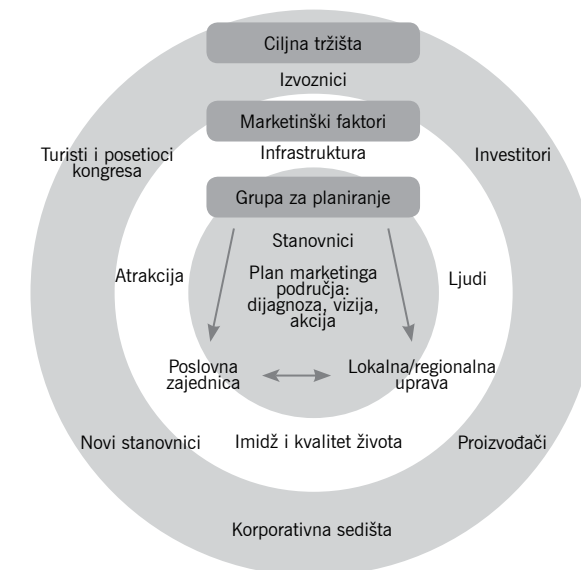 Ciljna tržišta
Izvoznici
Marketinški faktori
Infrastruktura
Turisti i posetioci
kongresa
Investitori
Grupa za planiranje
Stanovnici
Plan marketinga
područja:
dijagnoza, vizija,
akcija
Atrakcija
Ljudi
Poslovna
zajednica
Lokalna/regionalna
uprava
Novi stanovnici
Imidž i kvalitet života
Proizvođači
Korporativna sedišta